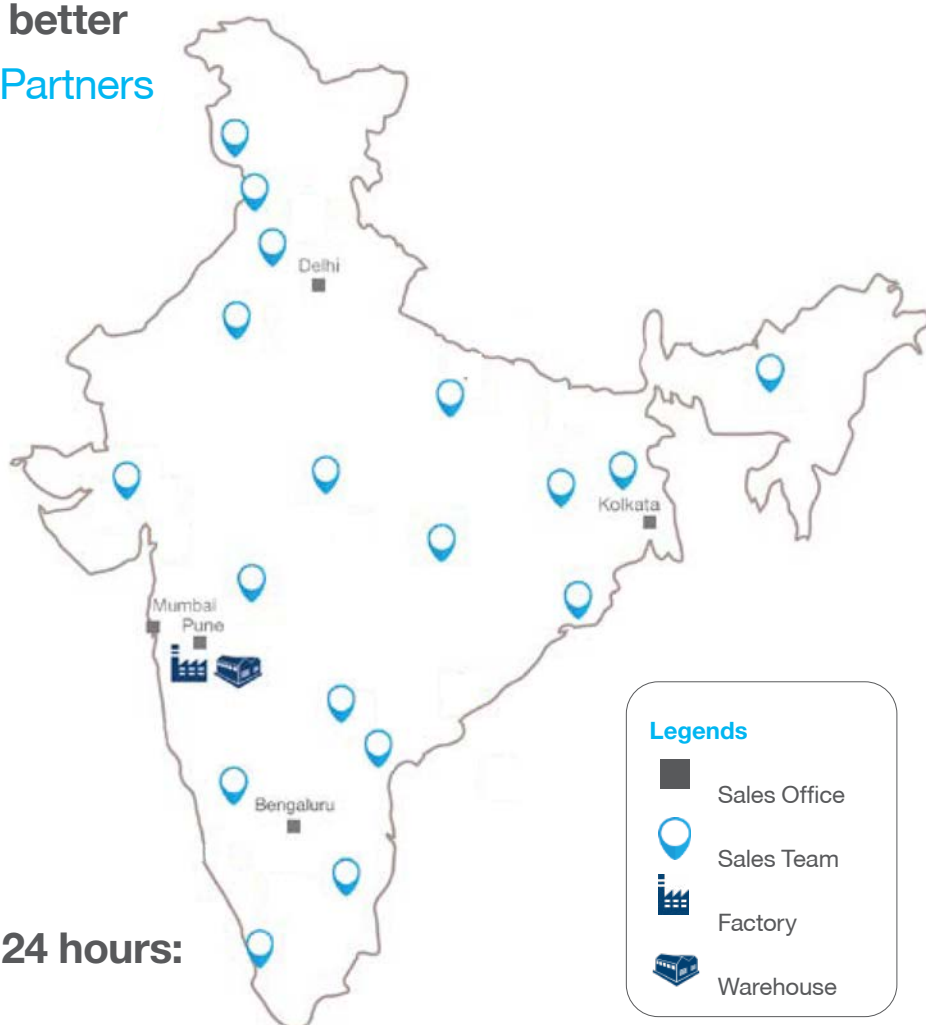 better
Partners
Delhi
Kolkata
Mumbai
Pune
Bengaluru
24 hours:
Legends
Sales Office
Sales Team
Factory
Warehouse